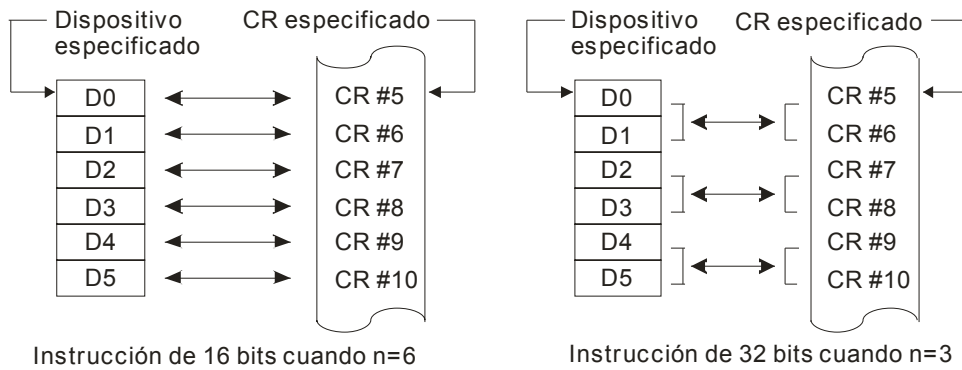 Dispositivo
especificado
CR especificado
D0
D1
D2
D3
D4
D5
CR #5
CR #6
CR #7
CR #8
CR #9
CR #10
Instrucción de 16 bits cuando n=6
Dispositivo
especificado
CR especificado
D0
D1
D2
D3
D4
D5
CR #5
CR #6
CR #7
CR #8
CR #9
CR #10
Instrucción de 32 bits cuando n=3